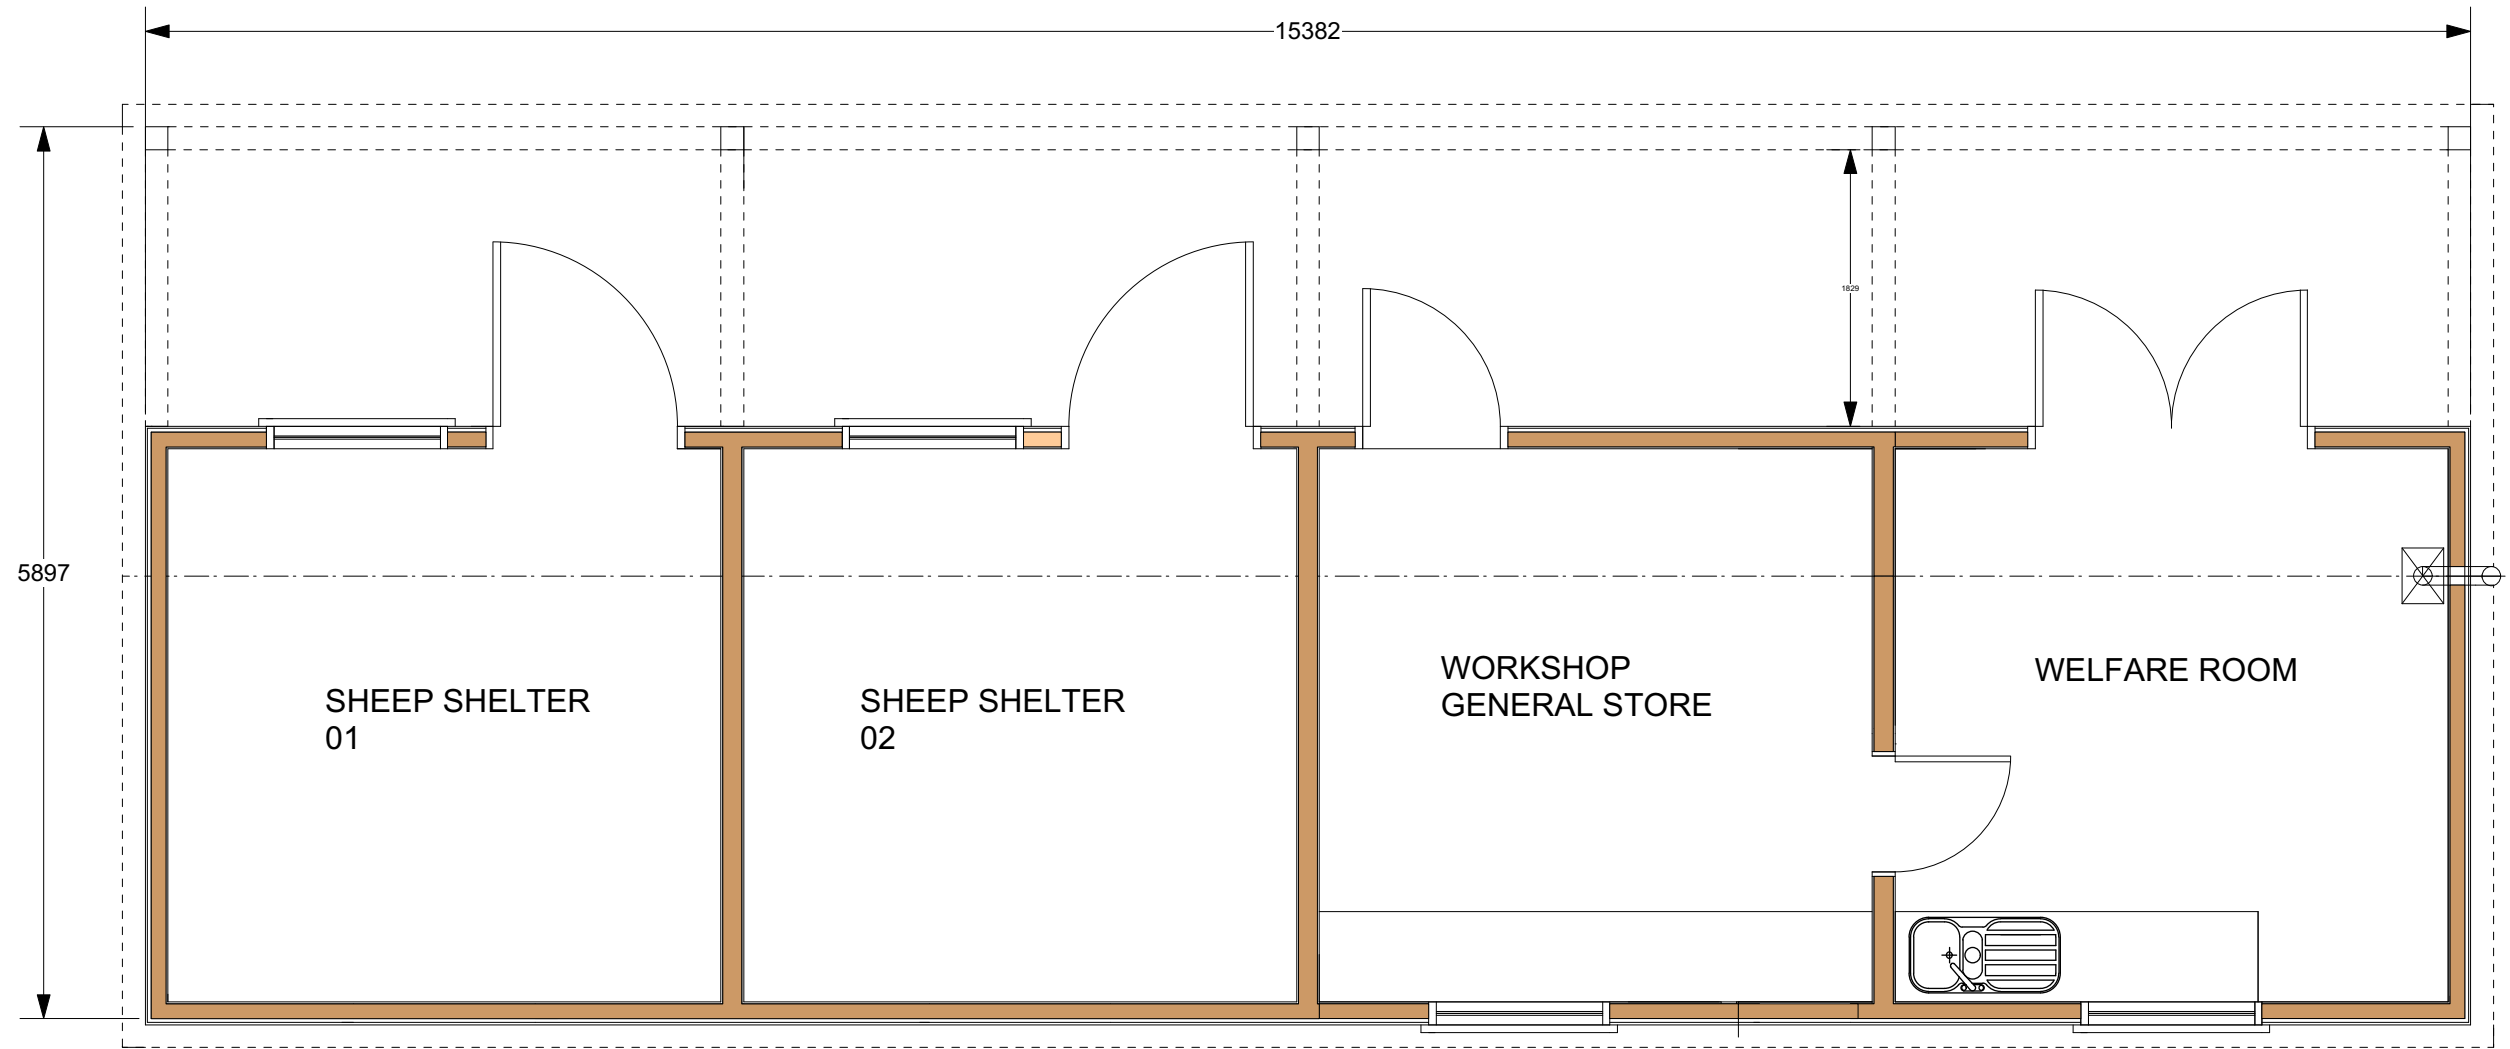 15382
1829
5897
SHEEP SHELTER
01
SHEEP SHELTER
02
WORKSHOP
GENERAL STORE
WELFARE ROOM